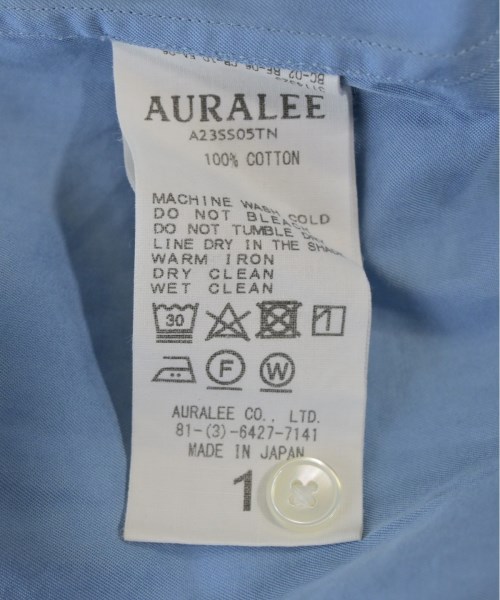 AURALEE
A23SS05TN
100% COTTON
MACHINE WASH COLD
DO NOT BLEACH
DO NOT TUMBLE DRY
LINE DRY IN THE SHADE
WARM IRON
DRY CLEAN
WET CLEAN
30
F W
AURALEE CO., LTD.
81-(3)-6427-7141
MADE IN JAPAN
1